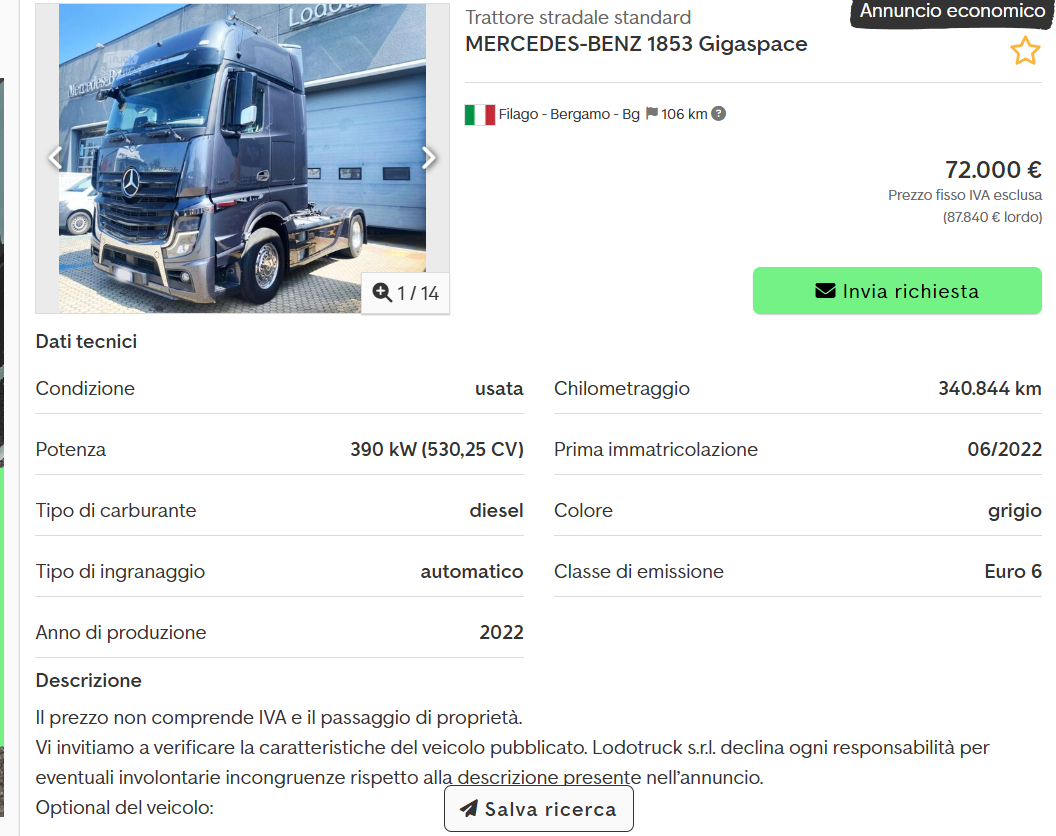 Annuncio economico
Trattore stradale standard
MERCEDES-BENZ 1853 Gigaspace
Filago - Bergamo - Bg 106 km ?
72.000 €
Prezzo fisso IVA esclusa
(87.840 € lordo)
1 / 14
Invia richiesta
Dati tecnici
Condizione usata
Chilometraggio 340.844 km
Potenza 390 kW (530,25 CV)
Prima immatricolazione 06/2022
Tipo di carburante diesel
Colore grigio
Tipo di ingranaggio automatico
Classe di emissione Euro 6
Anno di produzione 2022
Descrizione
Il prezzo non comprende IVA e il passaggio di proprietà.
Vi invitiamo a verificare la caratteristiche del veicolo pubblicato. Lodotruck s.r.l. declina ogni responsabilità per
eventuali involontarie incongruenze rispetto alla descrizione presente nell'annuncio.
Optional del veicolo:
Salva ricerca